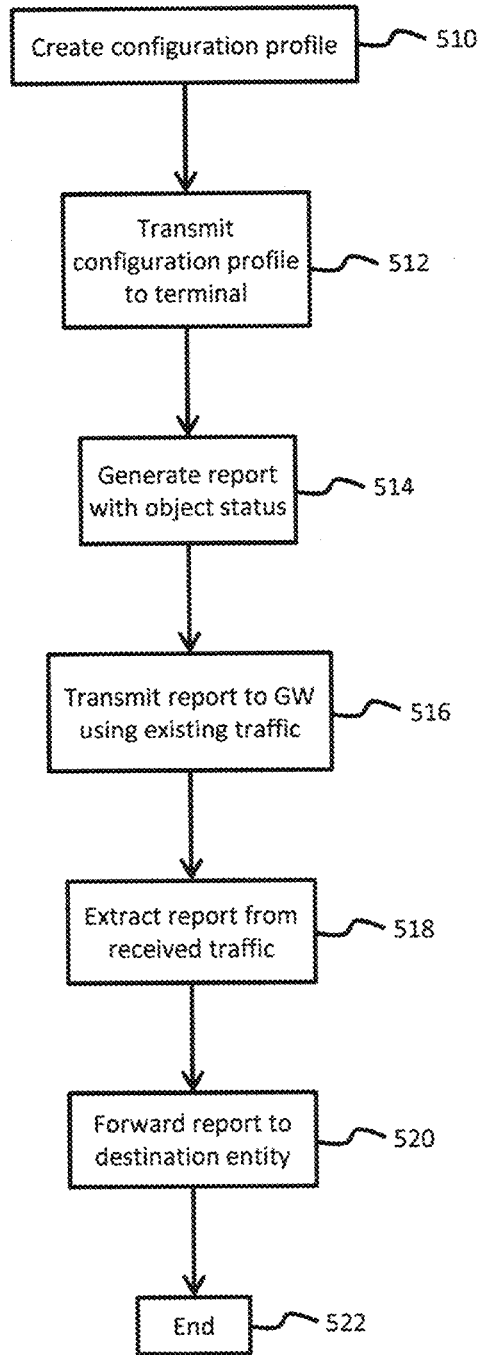 Create configuration profile
510
Transmit
configuration profile
to terminal
512
Generate report
with object status
514
Transmit report to GW
using existing traffic
516
Extract report from
received traffic
518
Forward report to
destination entity
520
End
522